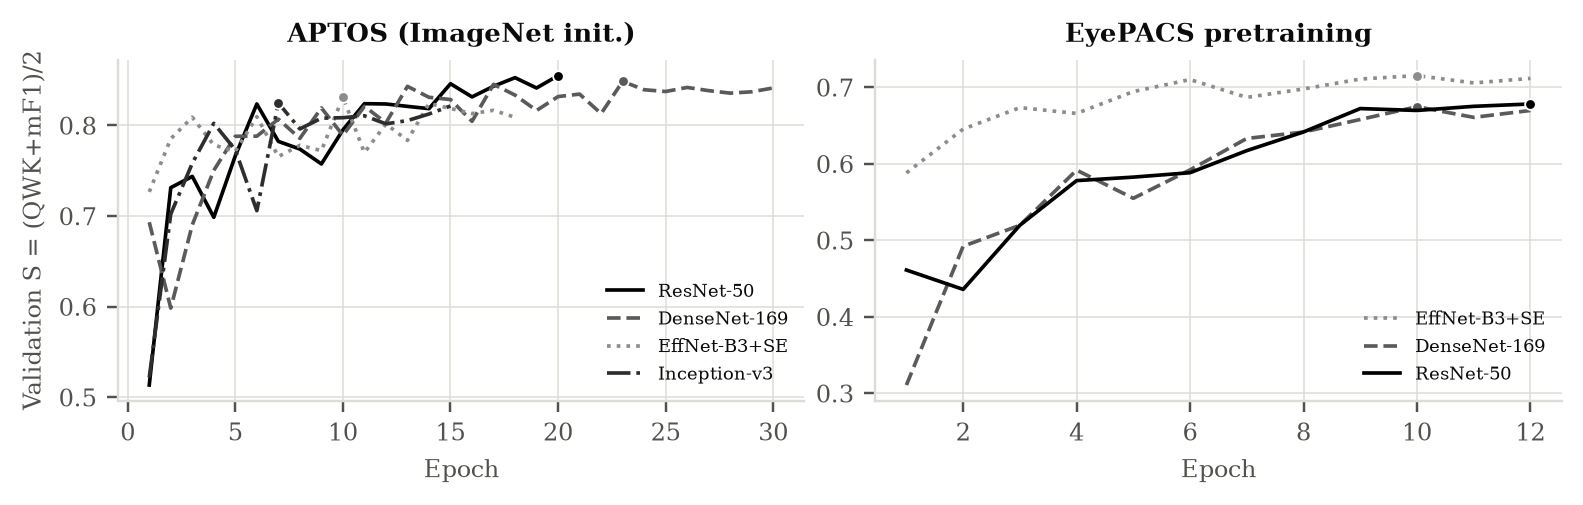 APTOS (ImageNet init.)
Validation S = (QWK+mF1)/2
0.8
0.7
0.6
0.5
0
5
10
15
20
25
30
Epoch
ResNet-50
DenseNet-169
EffNet-B3+SE
Inception-v3
EyePACS pretraining
0.7
0.6
0.5
0.4
0.3
2
4
6
8
10
12
Epoch
EffNet-B3+SE
DenseNet-169
ResNet-50